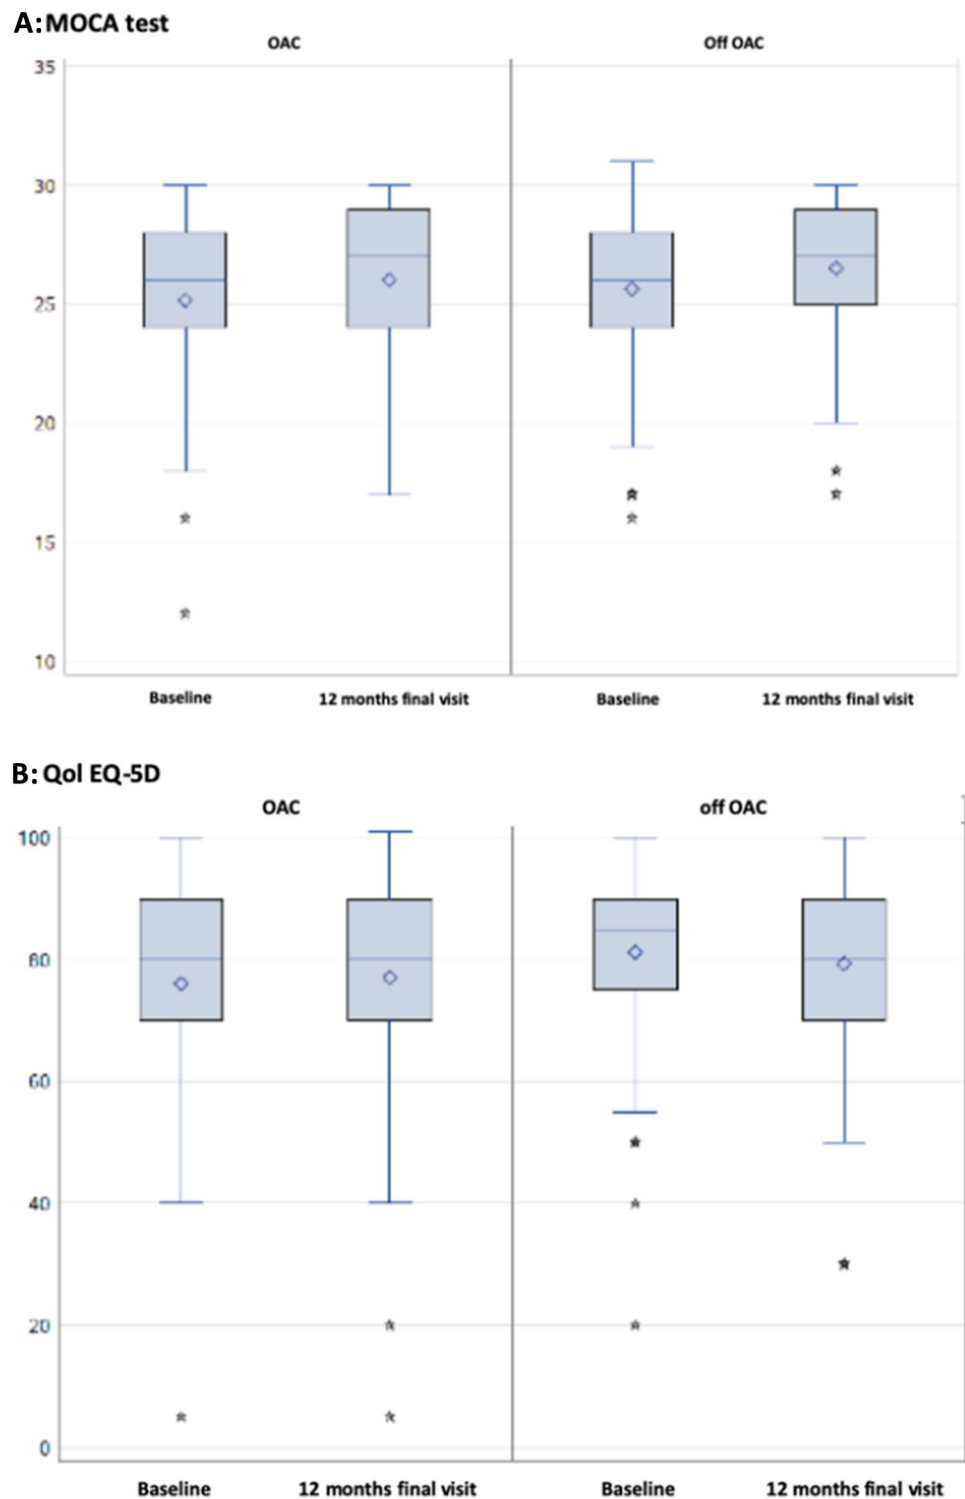 A: MOCA test
OAC Off OAC
35
30
25
20
15
10
Baseline 12 months final visit Baseline 12 months final visit
B: Qol EQ-5D
OAC off OAC
100
80
60
40
20
0
Baseline 12 months final visit Baseline 12 months final visit